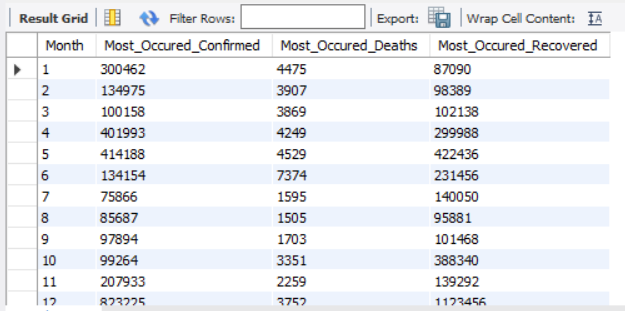 Result Grid Filter Rows: Export: Wrap Cell Content: IA
Month Most_Occured_Confirmed Most_Occured_Deaths Most_Occured_Recovered
1 300462 4475 87090
2 134975 3907 98389
3 100158 3869 102138
4 401993 4249 299988
5 414188 4529 422436
6 134154 7374 231456
7 75866 1595 140050
8 85687 1505 95881
9 97894 1703 101468
10 99264 3351 388340
11 207933 2259 139292
12 823225 3752 1123456